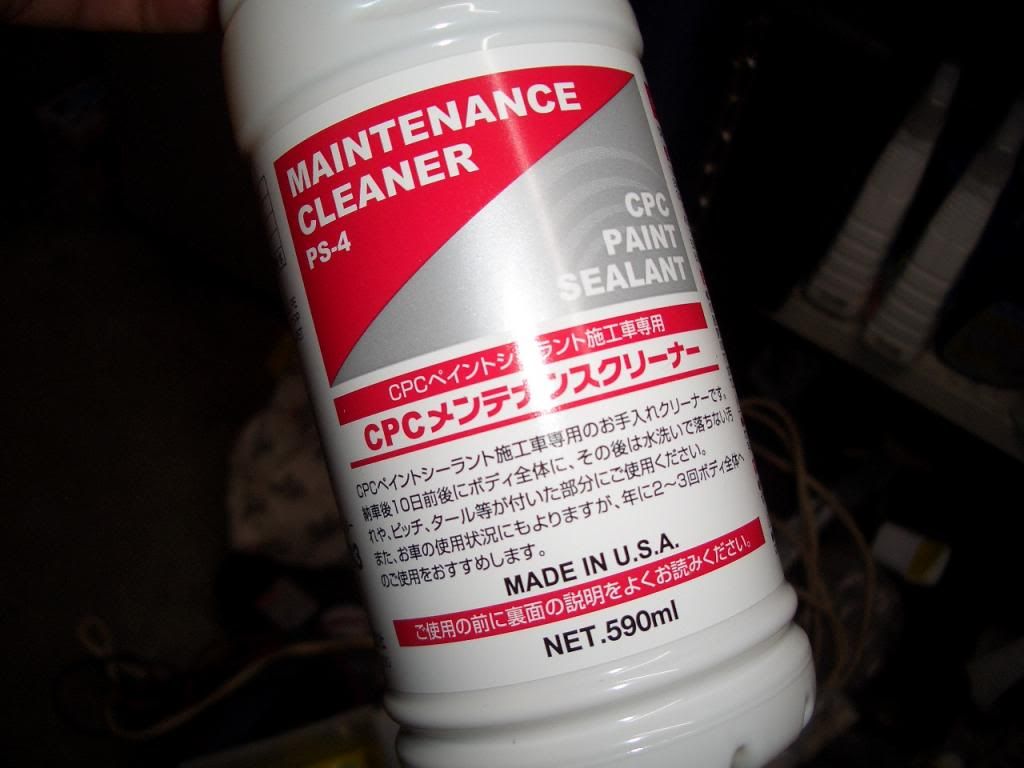 MAINTENANCE
CLEANER
PS-4
CPC
PAINT
SEALANT
CPCペイントシーラント施工車専用
CPCメンテナンスクリーナー
CPCペイントシーラント施工車専用のお手入れクリーナーです。
納車後10日前後にボディ全体に、その後は水洗いで落ちない汚
れや、ピッチ、タール等が付いた部分にご使用ください。
また、お車の使用状況にもよりますが、年に2〜3回ボディ全体へ
のご使用をおすすめします。
MADE IN U.S.A.
ご使用の前に裏面の説明をよくお読みください。
NET.590ml